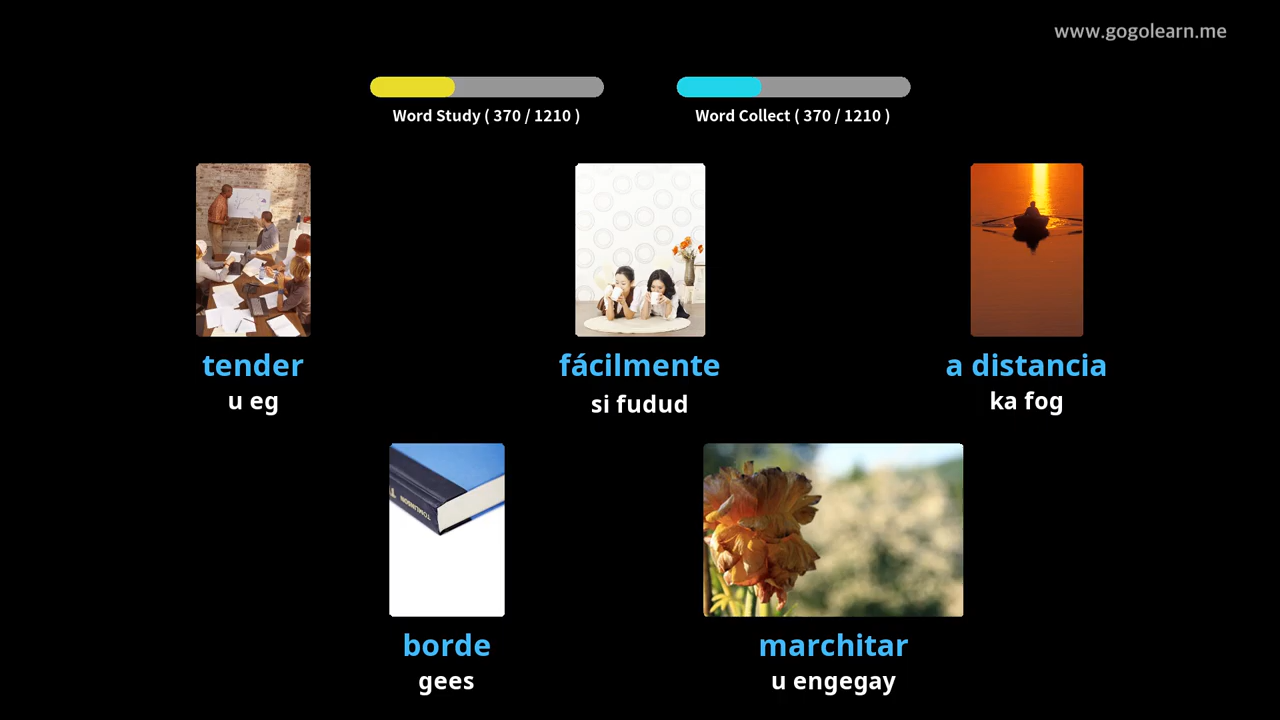 www.gogolearn.me
Word Study ( 370 / 1210 )
Word Collect ( 370 / 1210 )
tender
u eg
fácilmente
si fudud
a distancia
ka fog
TOMLINSON
borde
gees
marchitar
u engegay